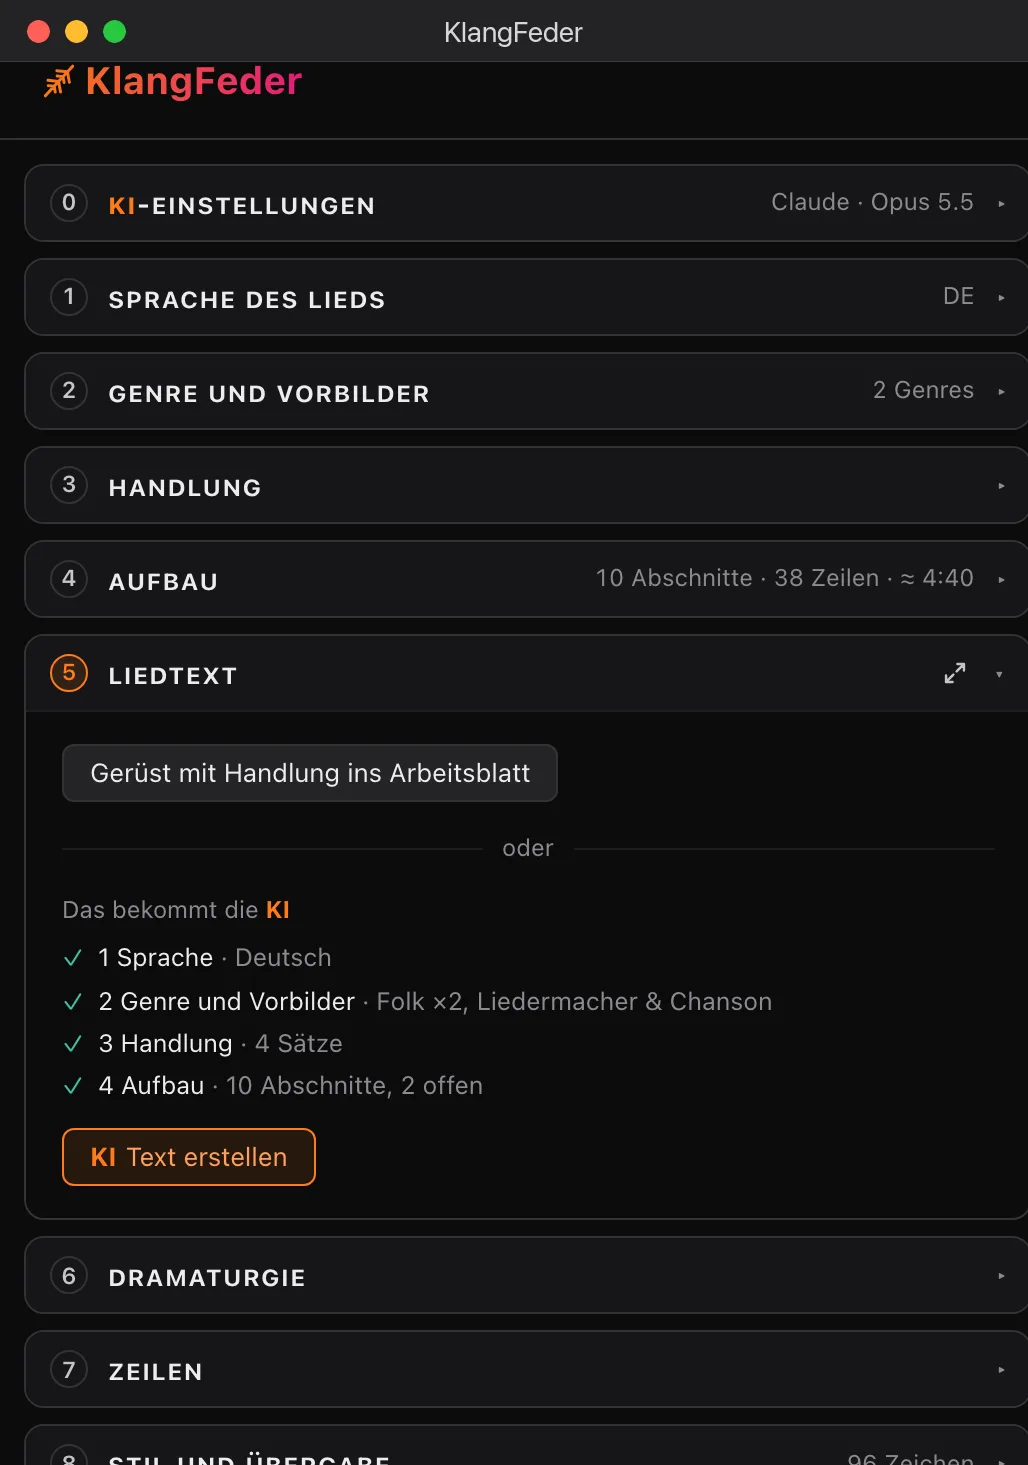 KlangFeder
KlangFeder
0 KI-EINSTELLUNGEN Claude · Opus 5.5
1 SPRACHE DES LIEDS DE
2 GENRE UND VORBILDER 2 Genres
3 HANDLUNG
4 AUFBAU 10 Abschnitte · 38 Zeilen · ≈ 4:40
5 LIEDTEXT
Gerüst mit Handlung ins Arbeitsblatt
oder
Das bekommt die KI
✓ 1 Sprache · Deutsch
✓ 2 Genre und Vorbilder · Folk ×2, Liedermacher & Chanson
✓ 3 Handlung · 4 Sätze
✓ 4 Aufbau · 10 Abschnitte, 2 offen
KI Text erstellen
6 DRAMATURGIE
7 ZEILEN
8 STIL UND ÜBERGABE 96 Zeichen